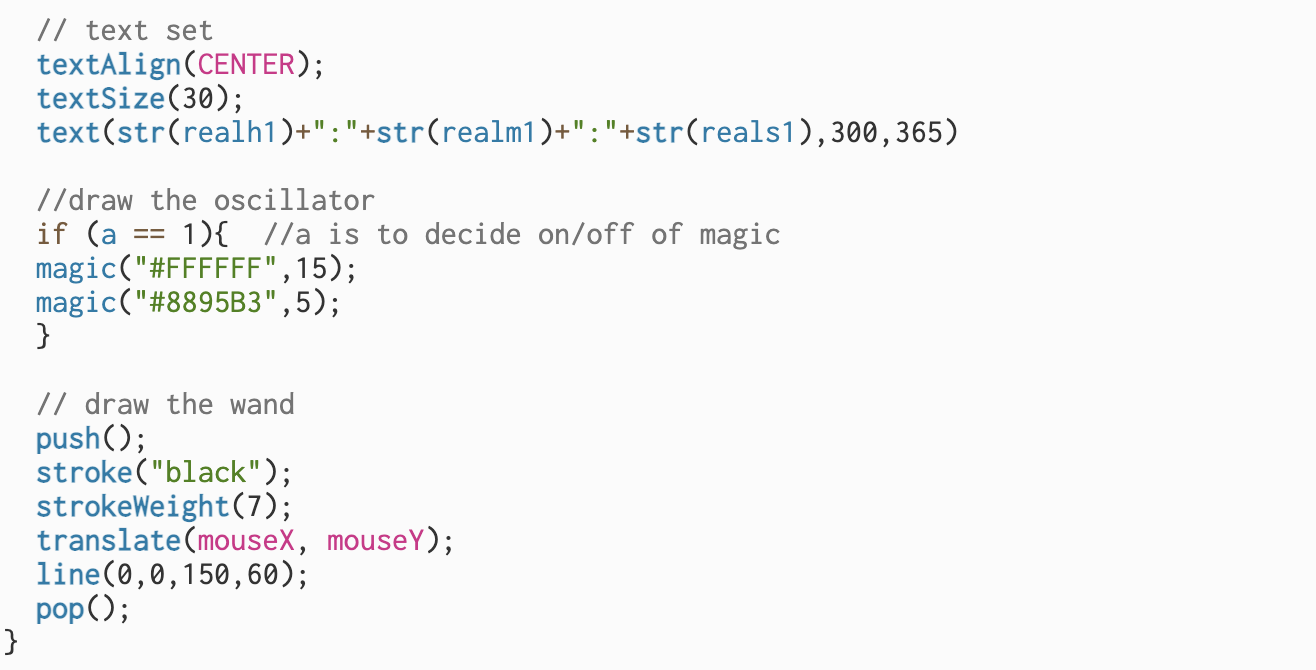 // text set
textAlign(CENTER);
textSize(30);
text(str(realh1)+":"+str(realm1)+":"+str(reals1),300,365)
//draw the oscillator
if (a == 1){  //a is to decide on/off of magic
magic("#FFFFFF",15);
magic("#8895B3",5);
}
// draw the wand
push();
stroke("black");
strokeWeight(7);
translate(mouseX, mouseY);
line(0,0,150,60);
pop();
}